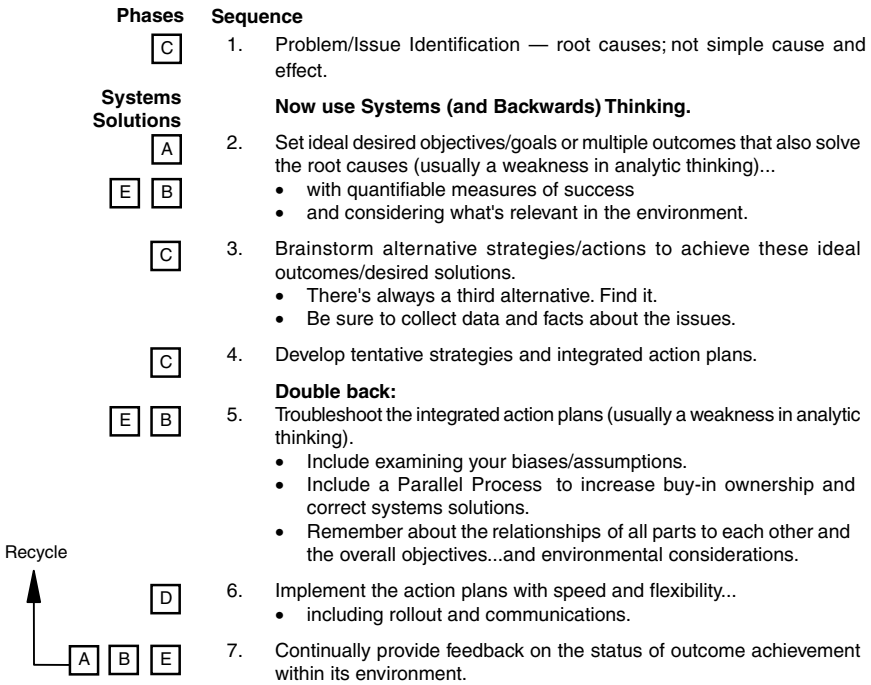 Phases Sequence
C 1. Problem/Issue Identification — root causes; not simple cause and
effect.
Systems
Solutions
Now use Systems (and Backwards) Thinking.
A 2. Set ideal desired objectives/goals or multiple outcomes that also solve
the root causes (usually a weakness in analytic thinking)...
E B • with quantifiable measures of success
• and considering what's relevant in the environment.
C 3. Brainstorm alternative strategies/actions to achieve these ideal
outcomes/desired solutions.
• There's always a third alternative. Find it.
• Be sure to collect data and facts about the issues.
C 4. Develop tentative strategies and integrated action plans.
Double back:
E B 5. Troubleshoot the integrated action plans (usually a weakness in analytic
thinking).
• Include examining your biases/assumptions.
• Include a Parallel Process to increase buy-in ownership and
correct systems solutions.
• Remember about the relationships of all parts to each other and
the overall objectives...and environmental considerations.
Recycle
D 6. Implement the action plans with speed and flexibility...
• including rollout and communications.
A B E 7. Continually provide feedback on the status of outcome achievement
within its environment.